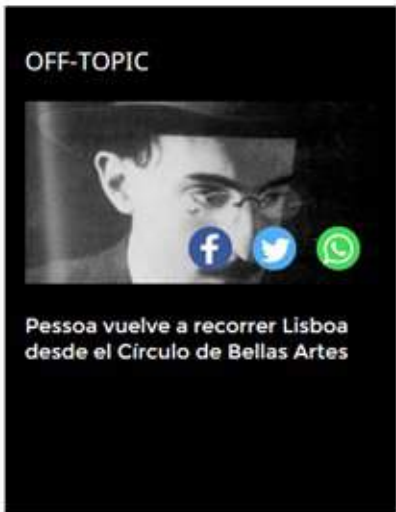 OFF-TOPIC
Pessoa vuelve a recorrer Lisboa
desde el Círculo de Bellas Artes